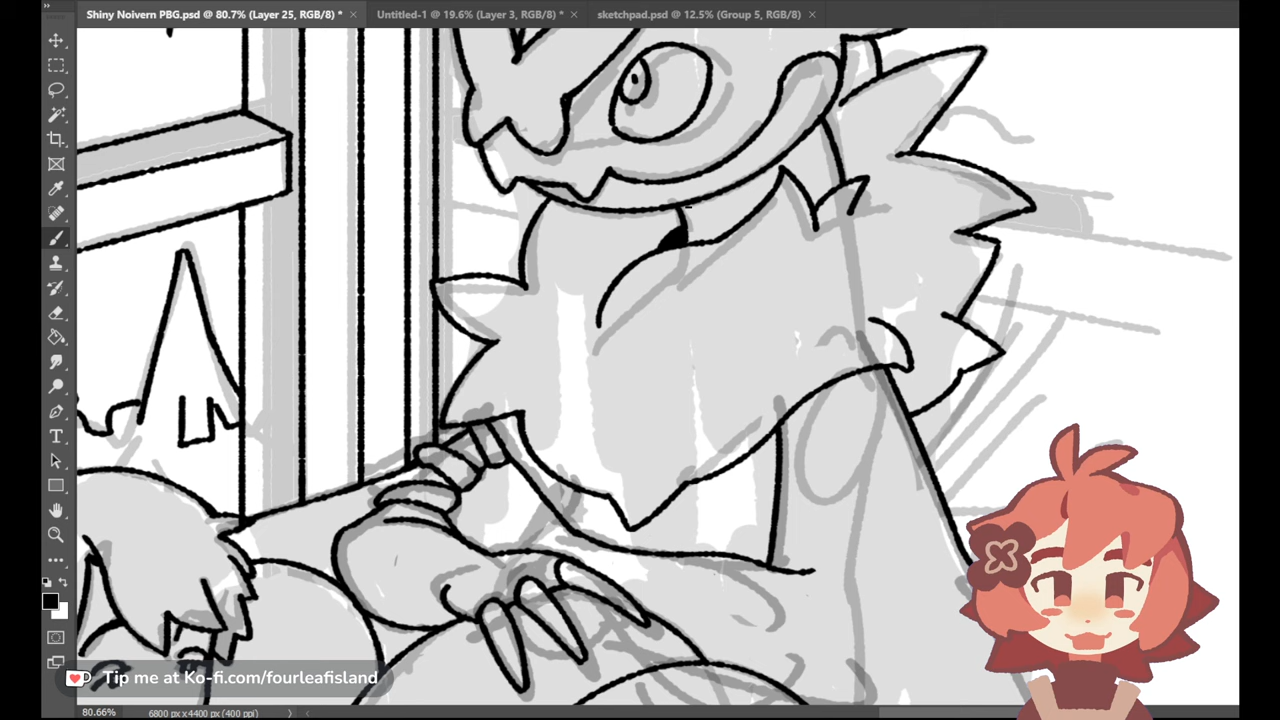 Shiny Noivern PBG.psd @ 80.7% (Layer 25, RGB/8) * × Untitled-1 @ 19.6% (Layer 3, RGB/8) * × sketchpad.psd @ 12.5% (Group 5, RGB/8) ×
T
Tip me at Ko-fi.com/fourleafisland
80.66% 6800 px x 4400 px (400 ppi)